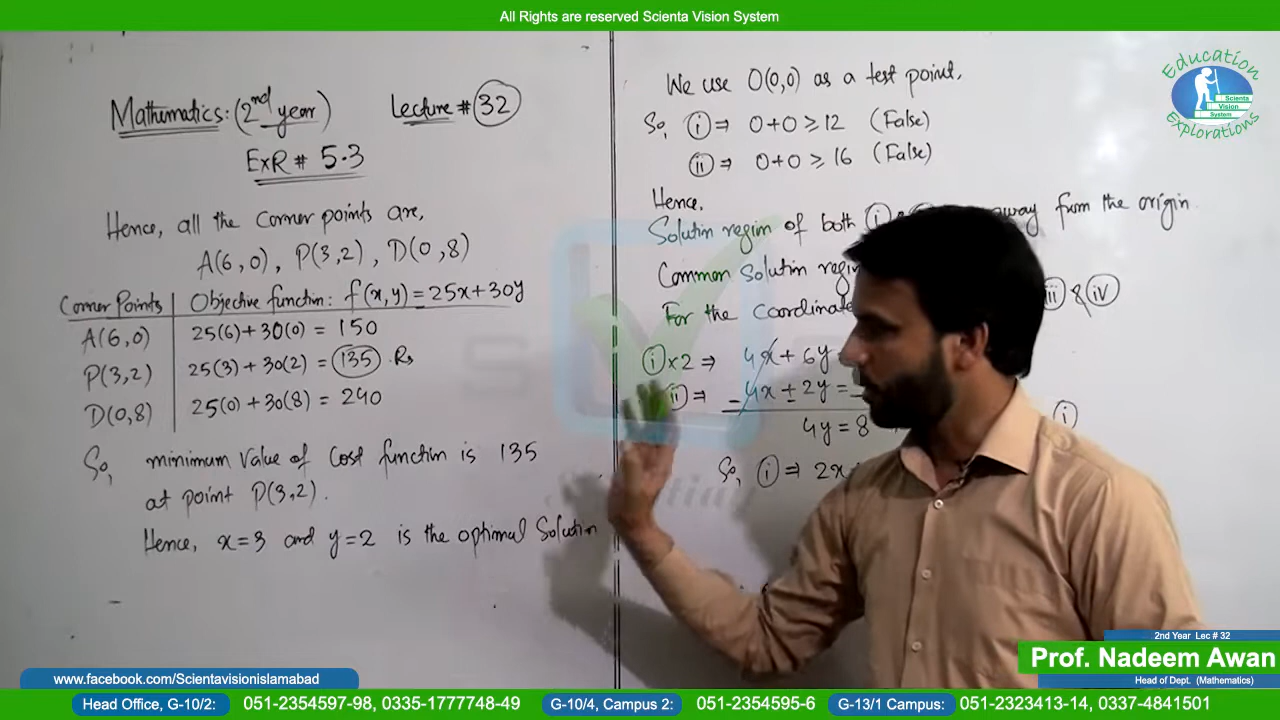 All Rights are reserved Scienta Vision System
Mathematics: (2nd year) Lecture # 32
ExR # 5.3
Hence, all the Corner points are,
A(6,0), P(3,2), D(0,8)
Corner Points | Objective function: f(x,y) = 25x+30y
A(6,0) | 25(6)+30(0) = 150
P(3,2) | 25(3)+30(2) = 135 Rs
D(0,8) | 25(0)+30(8) = 240
So, minimum Value of Cost function is 135
at point P(3,2).
Hence, x=3 and y=2 is the optimal Solution
We use O(0,0) as a test point.
So, (i) ⇒ 0+0 ≥ 12 (False)
(ii) ⇒ 0+0 ≥ 16 (False)
Hence.
Solution region of both (i) away from the origin
Common Solution
For the Coordinate (iii) & (iv)
(i) ×2 ⇒ 4x + 6y =
(ii) ⇒ -4x ± 2y =
4y = 8
(i)
So, (i) ⇒ 2x
Education
Scienta
Vision
System
Explorations
2nd Year Lec # 32
Prof. Nadeem Awan
Head of Dept. (Mathematics)
www.facebook.com/Scientavisionislamabad
Head Office, G-10/2: 051-2354597-98, 0335-1777748-49 G-10/4, Campus 2: 051-2354595-6 G-13/1 Campus: 051-2323413-14, 0337-4841501